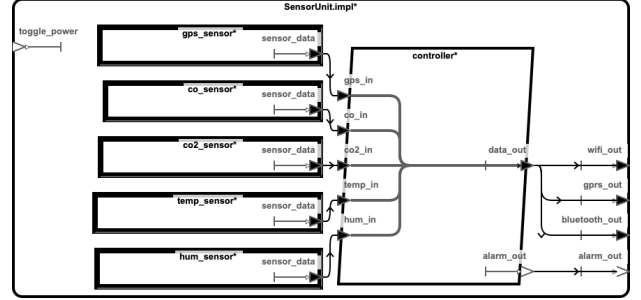 SensorUnit.impl*
toggle_power
gps_sensor*
sensor_data
controller*
gps_in
co_sensor*
sensor_data
co_in
co2_sensor*
sensor_data
co2_in
data_out
wifi_out
temp_sensor*
sensor_data
temp_in
gprs_out
hum_in
bluetooth_out
hum_sensor*
sensor_data
alarm_out
alarm_out